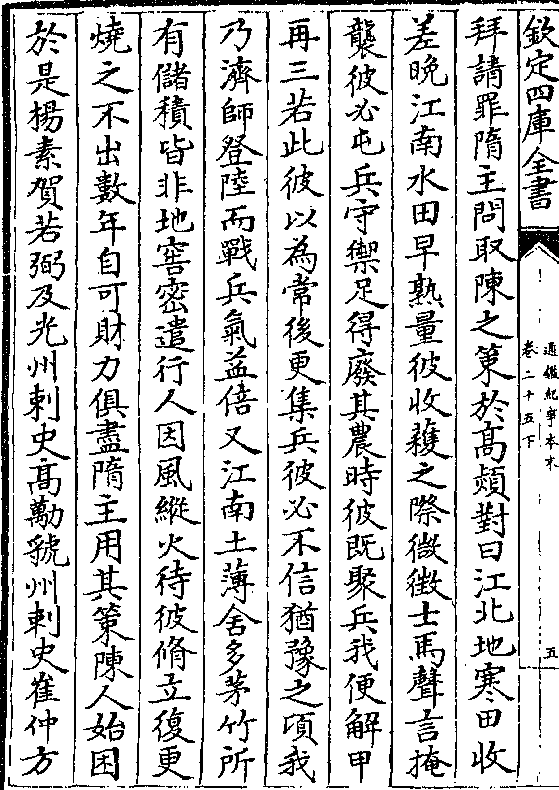 欽定四庫全書
通鑑紀事本末
卷二十五下
五
拜請罪隋主問取陳之策於髙熲對曰江北地寒田收
差晚江南水田早熟量彼收穫之際微徴士馬聲言掩
襲彼必屯兵守禦足得廢其農時彼既聚兵我便解甲
再三若此彼以為常後更集兵彼必不信猶豫之頃我
乃濟師登陸而戰兵氣益倍又江南土薄舍多茅竹所
有儲積皆非地窖密遣行人因風縱火待彼脩立復更
燒之不出數年自可財力俱盡隋主用其策陳人始困
於是楊素賀若弼及光州刺史髙勱虢州刺史崔仲方